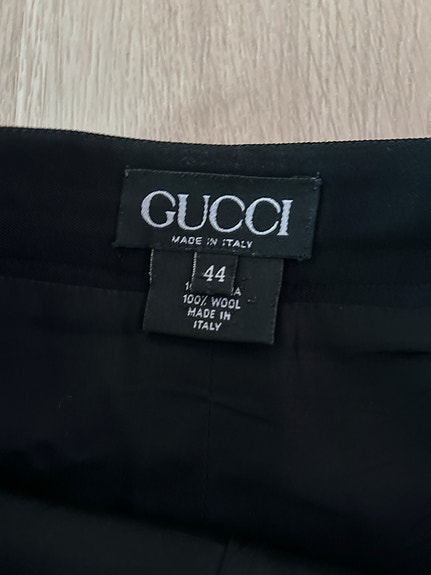 GUCCI
MADE IN ITALY
44
100% WOOL
MADE IN
ITALY